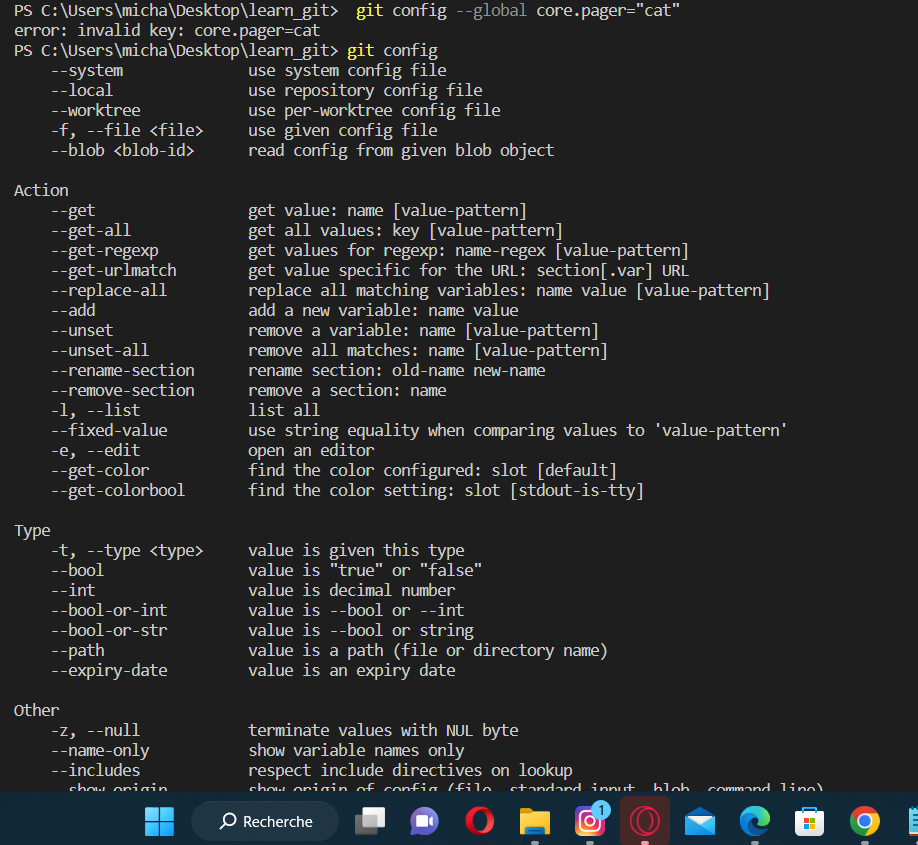 PS C:\Users\micha\Desktop\learn_git>  git config --global core.pager="cat"
error: invalid key: core.pager=cat
PS C:\Users\micha\Desktop\learn_git> git config
    --system              use system config file
    --local               use repository config file
    --worktree            use per-worktree config file
    -f, --file <file>     use given config file
    --blob <blob-id>      read config from given blob object

Action
    --get                 get value: name [value-pattern]
    --get-all             get all values: key [value-pattern]
    --get-regexp          get values for regexp: name-regex [value-pattern]
    --get-urlmatch        get value specific for the URL: section[.var] URL
    --replace-all         replace all matching variables: name value [value-pattern]
    --add                 add a new variable: name value
    --unset               remove a variable: name [value-pattern]
    --unset-all           remove all matches: name [value-pattern]
    --rename-section      rename section: old-name new-name
    --remove-section      remove a section: name
    -l, --list            list all
    --fixed-value         use string equality when comparing values to 'value-pattern'
    -e, --edit            open an editor
    --get-color           find the color configured: slot [default]
    --get-colorbool       find the color setting: slot [stdout-is-tty]

Type
    -t, --type <type>     value is given this type
    --bool                value is "true" or "false"
    --int                 value is decimal number
    --bool-or-int         value is --bool or --int
    --bool-or-str         value is --bool or string
    --path                value is a path (file or directory name)
    --expiry-date         value is an expiry date

Other
    -z, --null            terminate values with NUL byte
    --name-only           show variable names only
    --includes            respect include directives on lookup
    --show-origin         show origin of config (file, standard input, blob, command line)
Recherche
1